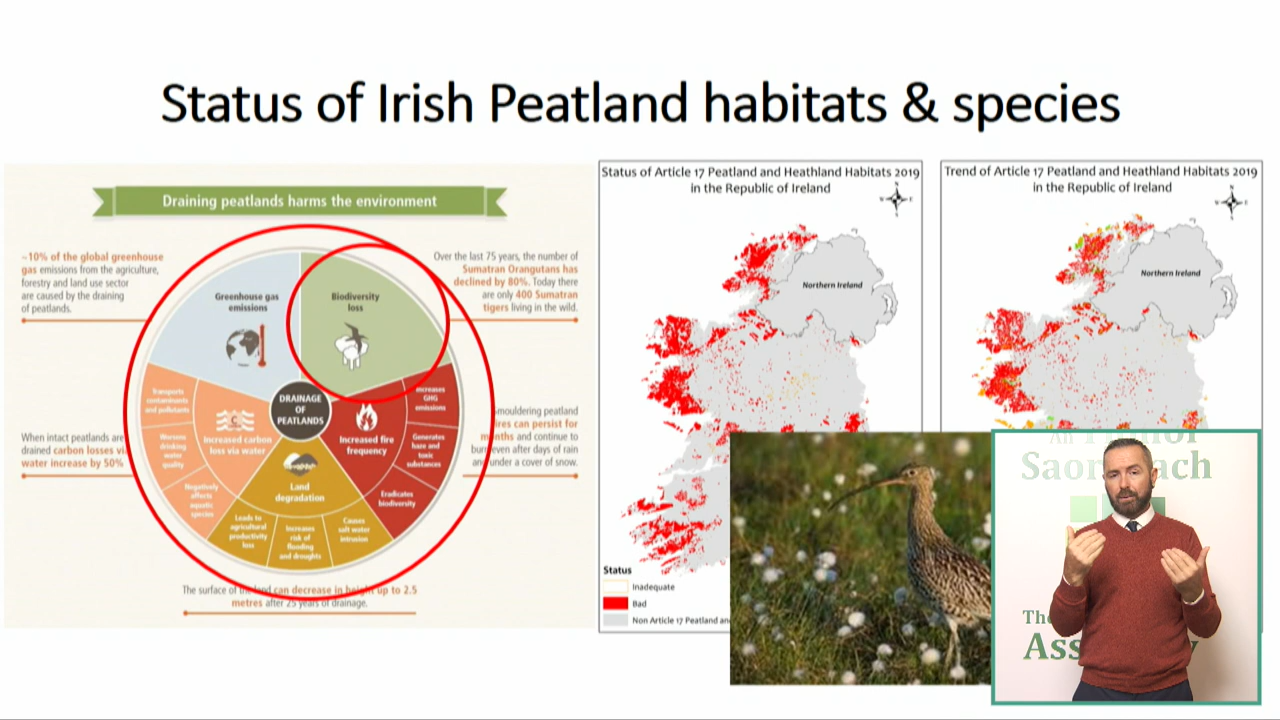 Status of Irish Peatland habitats & species
Draining peatlands harms the environment
~10% of the global greenhouse
gas emissions from the agriculture,
forestry and land use sector
are caused by the draining
of peatlands.
Over the last 75 years, the number of
Sumatran Orangutans has
declined by 80%. Today there
are only 400 Sumatran
tigers living in the wild.
Greenhouse gas
emissions
Biodiversity
loss
DRAINAGE
OF
PEATLANDS
Transports
contaminants
and pollutants
Worsens
drinking
water
quality
Negatively
affects
aquatic
species
Increased carbon
loss via water
Increased fire
frequency
Increases
GHG
emissions
Generates
haze and
toxic
substances
Eradicates
biodiversity
Land
degradation
Leads to
agricultural
productivity
loss
Increases
risk of
flooding
and droughts
Causes
salt water
intrusion
When intact peatlands are
drained carbon losses via
water increase by 50%
mouldering peatland
ires can persist for
months and continue to
burn even after days of rain
and under a cover of snow.
The surface of the land can decrease in height up to 2.5
metres after 25 years of drainage.
Status of Article 17 Peatland and Heathland Habitats 2019
in the Republic of Ireland
Northern Ireland
Status
Inadequate
Bad
Non Article 17 Peatland an
Trend of Article 17 Peatland and Heathland Habitats 2019
in the Republic of Ireland
Northern Ireland
Saor ach
The
Ass y